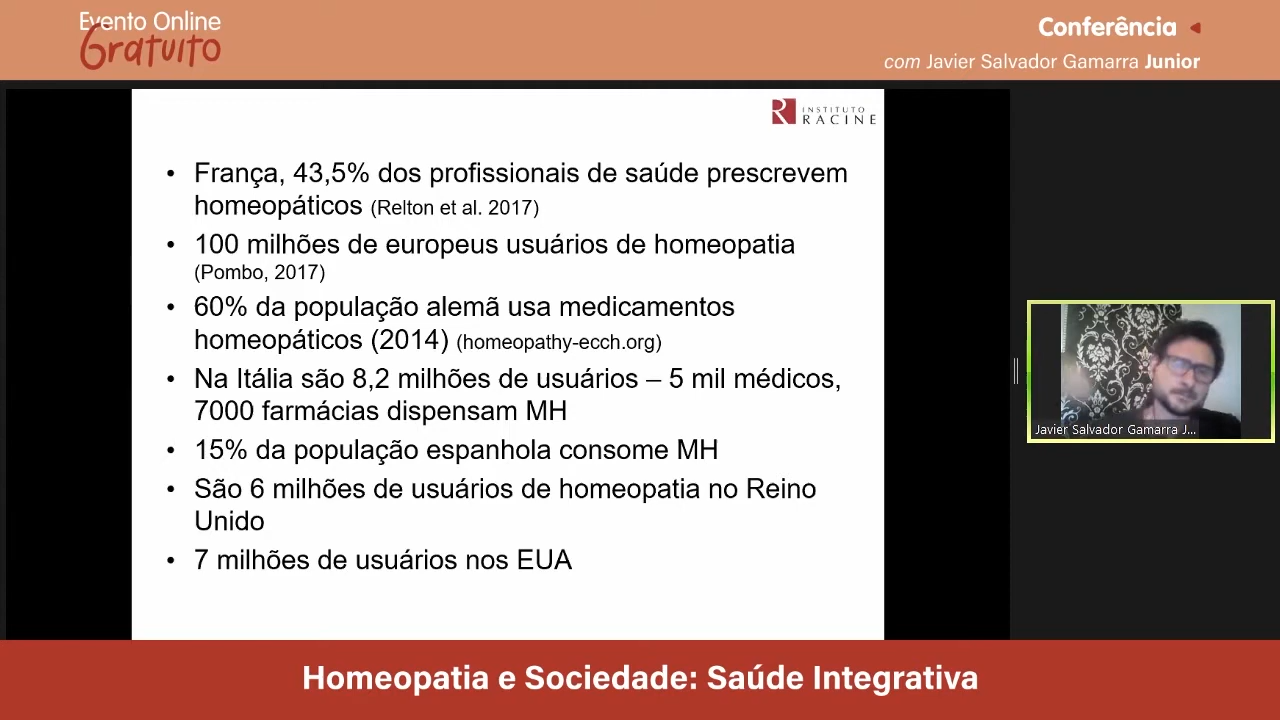 Evento Online
Gratuito
Conferência
com Javier Salvador Gamarra Junior
INSTITUTO
RACINE
• França, 43,5% dos profissionais de saúde prescrevem
homeopáticos (Relton et al. 2017)
• 100 milhões de europeus usuários de homeopatia
(Pombo, 2017)
• 60% da população alemã usa medicamentos
homeopáticos (2014) (homeopathy-ecch.org)
• Na Itália são 8,2 milhões de usuários – 5 mil médicos,
7000 farmácias dispensam MH
• 15% da população espanhola consome MH
• São 6 milhões de usuários de homeopatia no Reino
Unido
• 7 milhões de usuários nos EUA
Javier Salvador Gamarra J...
Homeopatia e Sociedade: Saúde Integrativa